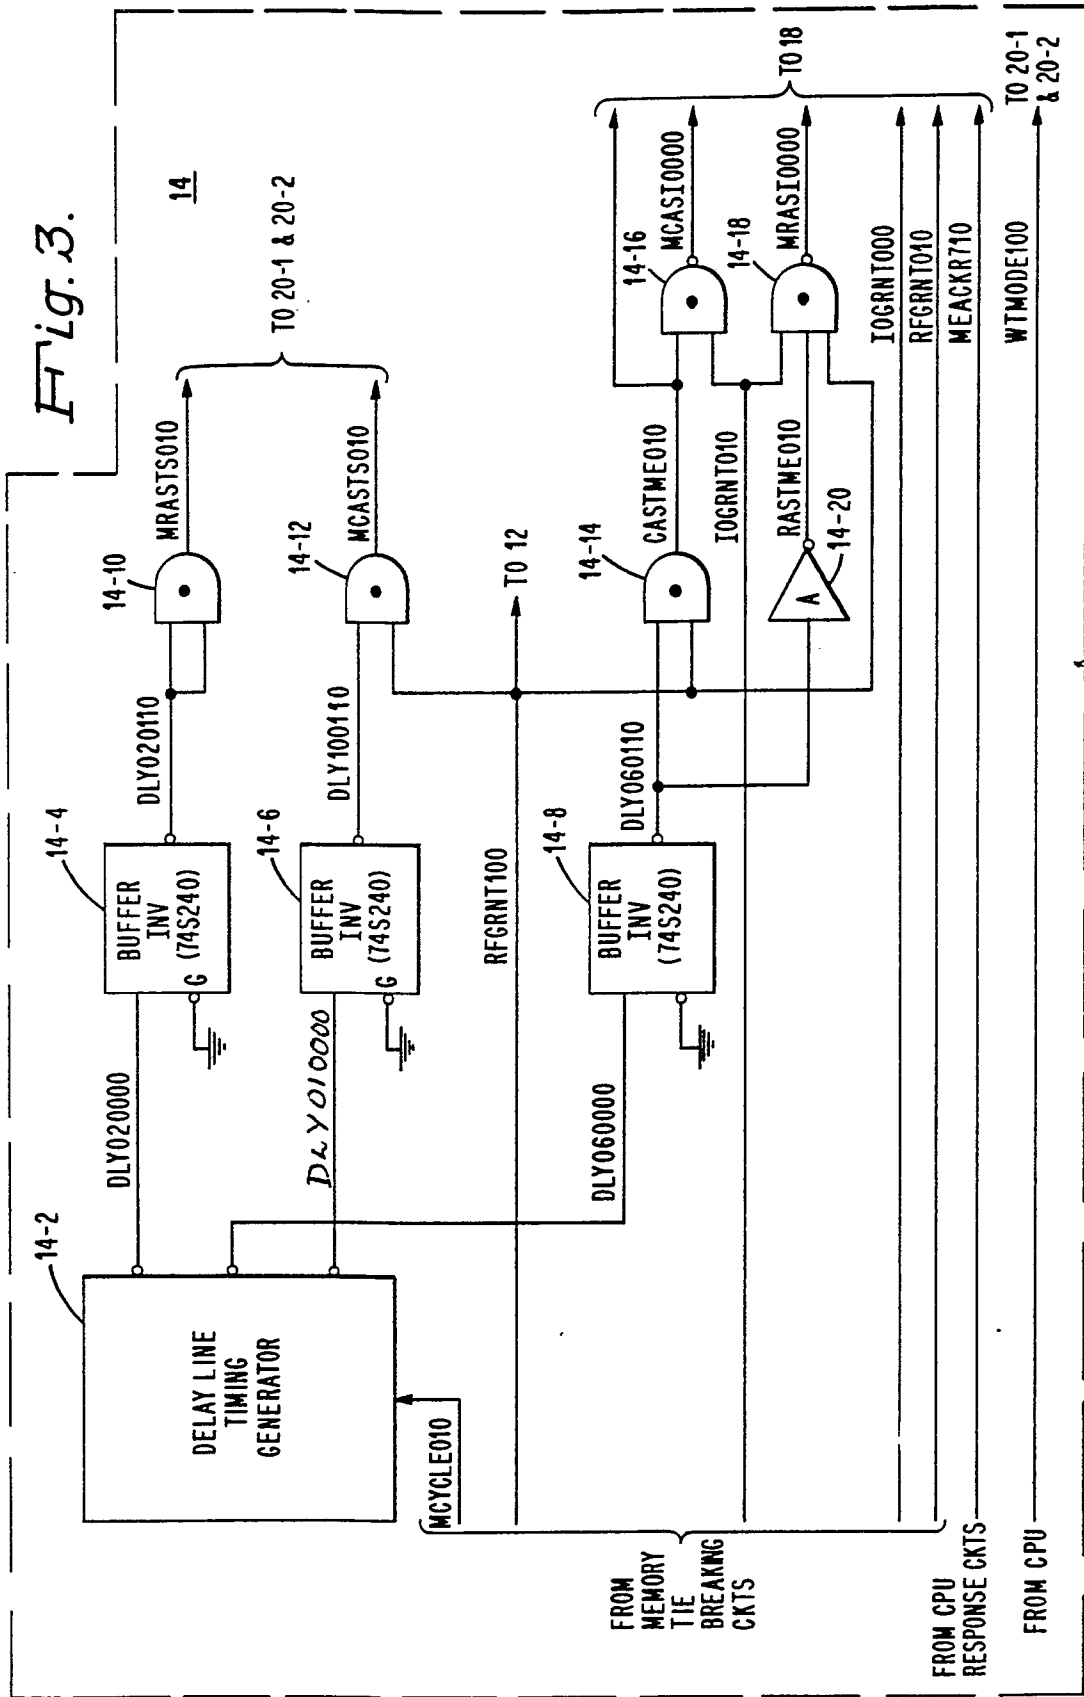 Fig. 3.
14
14-2
DELAY LINE
TIMING
GENERATOR
DLY020000
DLY010000
DLY060000
MCYCLE010
14-4
BUFFER
INV
(74S240)
G
DLY020110
14-10
MRASTS010
TO 20-1 & 20-2
14-6
BUFFER
INV
(74S240)
G
DLY100110
14-12
MCASTS010
RFGRNT100
TO 12
14-8
BUFFER
INV
(74S240)
DLY060110
14-14
CASTME010
14-16
MCASI0000
IOGRNT010
A
14-20
RASTME010
14-18
MRASI0000
TO 18
IOGRNT000
RFGRNT010
MEACKR710
WTMODE100
TO 20-1
& 20-2
FROM
MEMORY
TIE
BREAKING
CKTS
FROM CPU
RESPONSE CKTS
FROM CPU